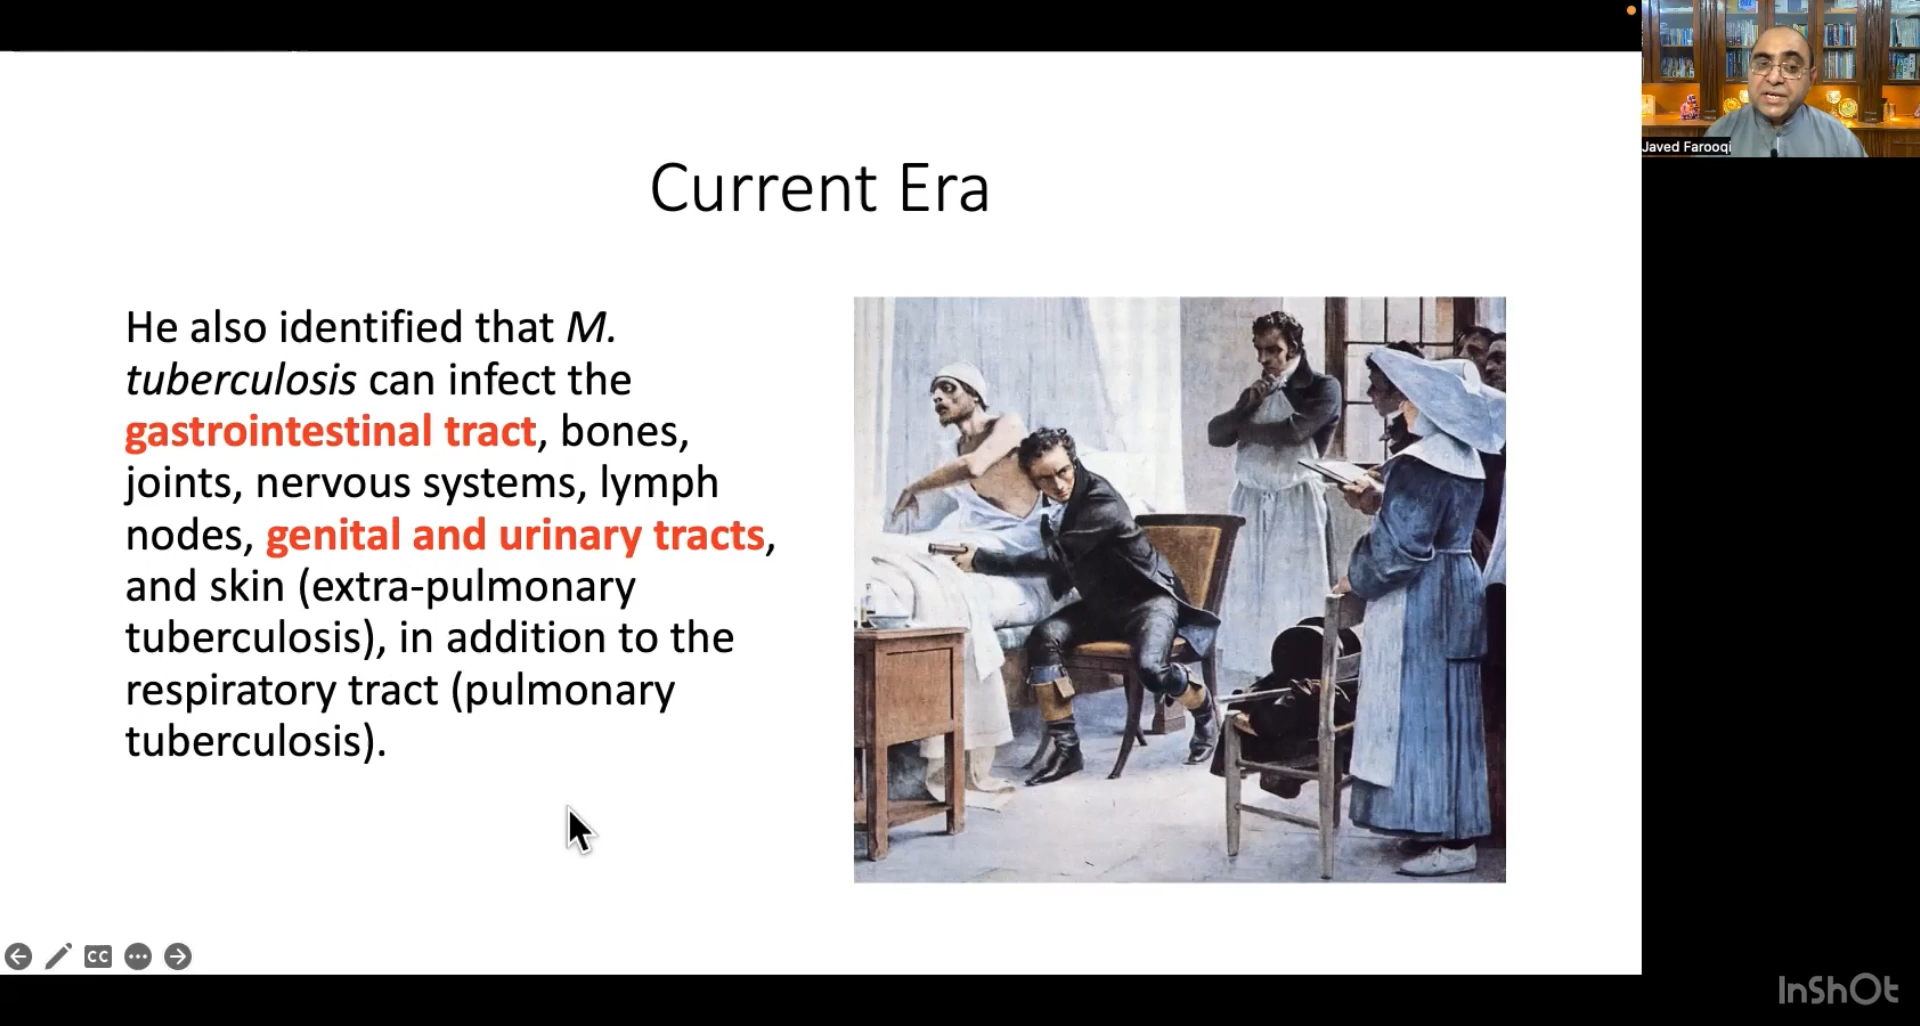 Javed Farooqi
Current Era
He also identified that M.
tuberculosis can infect the
gastrointestinal tract, bones,
joints, nervous systems, lymph
nodes, genital and urinary tracts,
and skin (extra-pulmonary
tuberculosis), in addition to the
respiratory tract (pulmonary
tuberculosis).
CC
InShOt